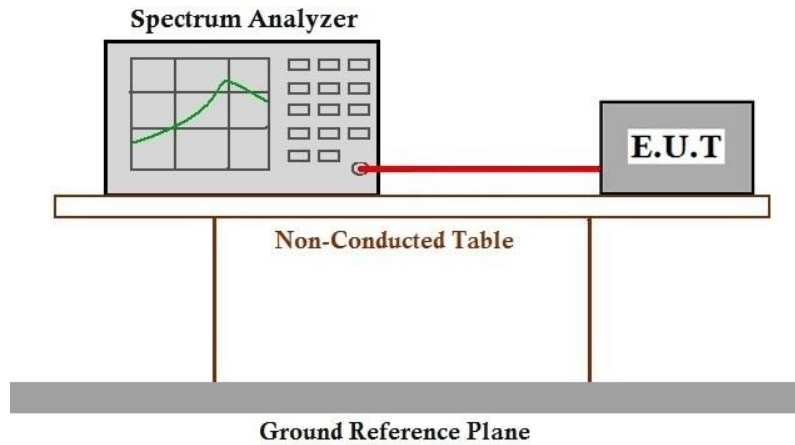 Spectrum Analyzer
E.U.T
Non-Conducted Table
Ground Reference Plane